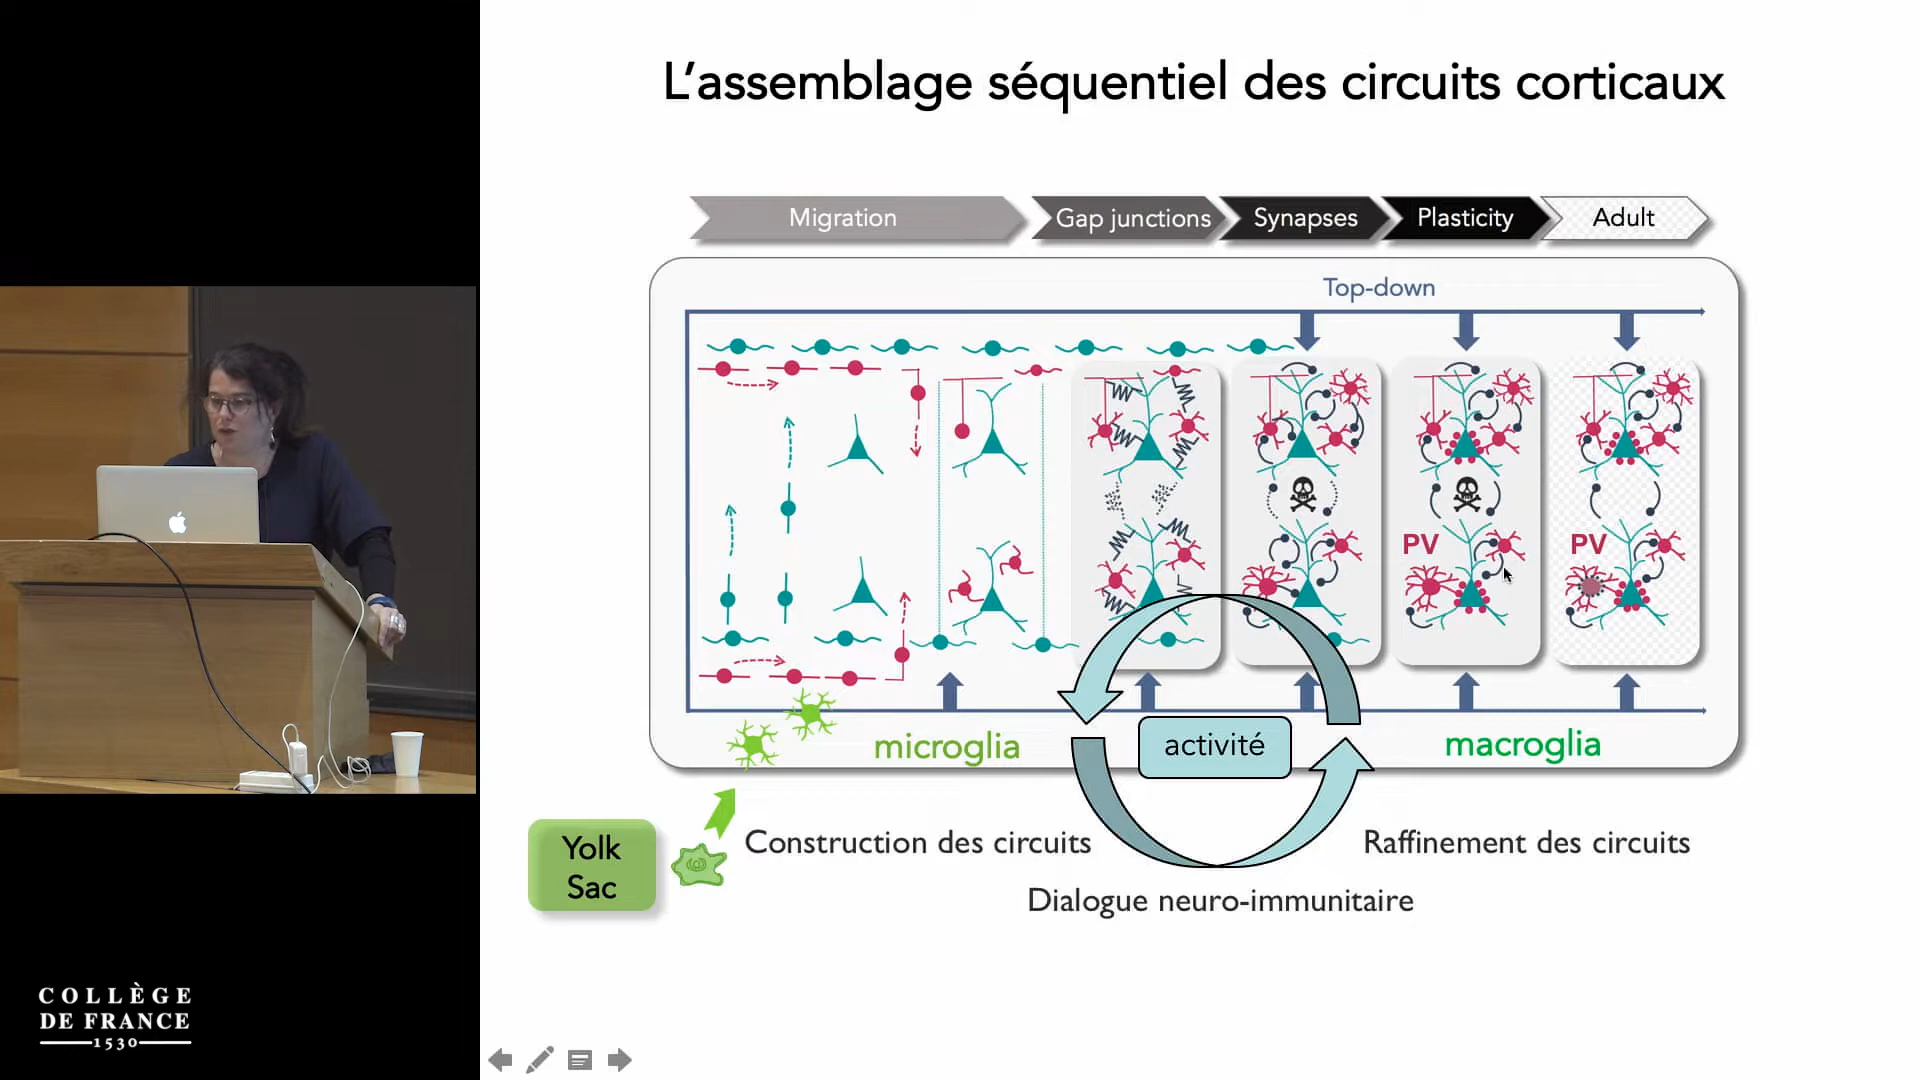 L'assemblage séquentiel des circuits corticaux
Migration
Gap junctions
Synapses
Plasticity
Adult
Top-down
PV
PV
microglia
activité
macroglia
Yolk
Sac
Construction des circuits
Raffinement des circuits
Dialogue neuro-immunitaire
COLLÈGE
DE FRANCE
1530